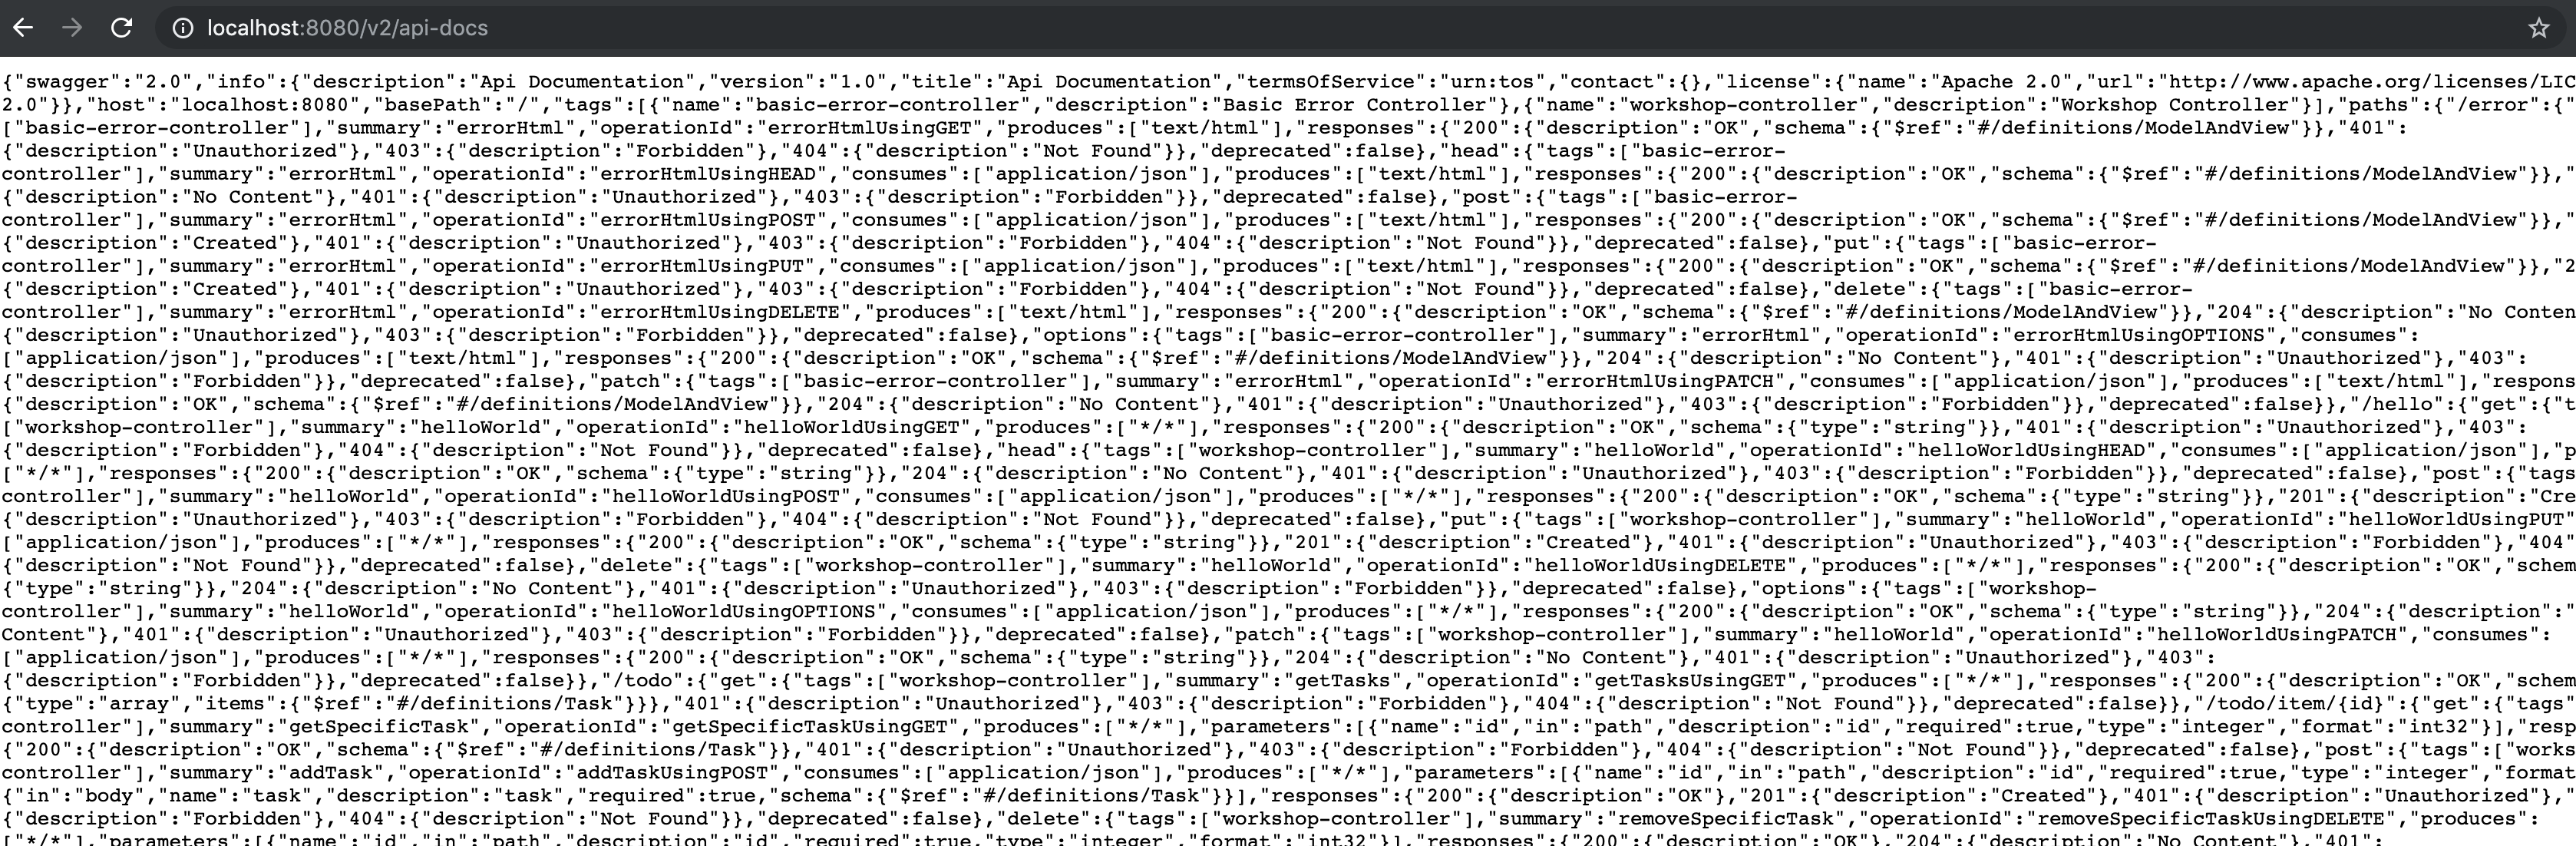 localhost:8080/v2/api-docs
{"swagger":"2.0","info":{"description":"Api Documentation","version":"1.0","title":"Api Documentation","termsOfService":"urn:tos","contact":{},"license":{"name":"Apache 2.0","url":"http://www.apache.org/licenses/LIC
2.0"}},"host":"localhost:8080","basePath":"/","tags":[{"name":"basic-error-controller","description":"Basic Error Controller"},{"name":"workshop-controller","description":"Workshop Controller"}],"paths":{"/error":{"
["basic-error-controller"],"summary":"errorHtml","operationId":"errorHtmlUsingGET","produces":["text/html"],"responses":{"200":{"description":"OK","schema":{"$ref":"#/definitions/ModelAndView"}},"401":
{"description":"Unauthorized"},"403":{"description":"Forbidden"},"404":{"description":"Not Found"}},"deprecated":false},"head":{"tags":["basic-error-
controller"],"summary":"errorHtml","operationId":"errorHtmlUsingHEAD","consumes":["application/json"],"produces":["text/html"],"responses":{"200":{"description":"OK","schema":{"$ref":"#/definitions/ModelAndView"}},"
{"description":"No Content"},"401":{"description":"Unauthorized"},"403":{"description":"Forbidden"}},"deprecated":false},"post":{"tags":["basic-error-
controller"],"summary":"errorHtml","operationId":"errorHtmlUsingPOST","consumes":["application/json"],"produces":["text/html"],"responses":{"200":{"description":"OK","schema":{"$ref":"#/definitions/ModelAndView"}},"
{"description":"Created"},"401":{"description":"Unauthorized"},"403":{"description":"Forbidden"},"404":{"description":"Not Found"}},"deprecated":false},"put":{"tags":["basic-error-
controller"],"summary":"errorHtml","operationId":"errorHtmlUsingPUT","consumes":["application/json"],"produces":["text/html"],"responses":{"200":{"description":"OK","schema":{"$ref":"#/definitions/ModelAndView"}},"2
{"description":"Created"},"401":{"description":"Unauthorized"},"403":{"description":"Forbidden"},"404":{"description":"Not Found"}},"deprecated":false},"delete":{"tags":["basic-error-
controller"],"summary":"errorHtml","operationId":"errorHtmlUsingDELETE","produces":["text/html"],"responses":{"200":{"description":"OK","schema":{"$ref":"#/definitions/ModelAndView"}},"204":{"description":"No Conten
{"description":"Unauthorized"},"403":{"description":"Forbidden"}},"deprecated":false},"options":{"tags":["basic-error-controller"],"summary":"errorHtml","operationId":"errorHtmlUsingOPTIONS","consumes":
["application/json"],"produces":["text/html"],"responses":{"200":{"description":"OK","schema":{"$ref":"#/definitions/ModelAndView"}},"204":{"description":"No Content"},"401":{"description":"Unauthorized"},"403":
{"description":"Forbidden"}},"deprecated":false},"patch":{"tags":["basic-error-controller"],"summary":"errorHtml","operationId":"errorHtmlUsingPATCH","consumes":["application/json"],"produces":["text/html"],"respons
{"description":"OK","schema":{"$ref":"#/definitions/ModelAndView"}},"204":{"description":"No Content"},"401":{"description":"Unauthorized"},"403":{"description":"Forbidden"}},"deprecated":false}},"/hello":{"get":{"t
["workshop-controller"],"summary":"helloWorld","operationId":"helloWorldUsingGET","produces":["*/*"],"responses":{"200":{"description":"OK","schema":{"type":"string"}},"401":{"description":"Unauthorized"},"403":
{"description":"Forbidden"},"404":{"description":"Not Found"}},"deprecated":false},"head":{"tags":["workshop-controller"],"summary":"helloWorld","operationId":"helloWorldUsingHEAD","consumes":["application/json"],"p
["*/*"],"responses":{"200":{"description":"OK","schema":{"type":"string"}},"204":{"description":"No Content"},"401":{"description":"Unauthorized"},"403":{"description":"Forbidden"}},"deprecated":false},"post":{"tags
controller"],"summary":"helloWorld","operationId":"helloWorldUsingPOST","consumes":["application/json"],"produces":["*/*"],"responses":{"200":{"description":"OK","schema":{"type":"string"}},"201":{"description":"Cre
{"description":"Unauthorized"},"403":{"description":"Forbidden"},"404":{"description":"Not Found"}},"deprecated":false},"put":{"tags":["workshop-controller"],"summary":"helloWorld","operationId":"helloWorldUsingPUT"
["application/json"],"produces":["*/*"],"responses":{"200":{"description":"OK","schema":{"type":"string"}},"201":{"description":"Created"},"401":{"description":"Unauthorized"},"403":{"description":"Forbidden"},"404"
{"description":"Not Found"}},"deprecated":false},"delete":{"tags":["workshop-controller"],"summary":"helloWorld","operationId":"helloWorldUsingDELETE","produces":["*/*"],"responses":{"200":{"description":"OK","schem
{"type":"string"}},"204":{"description":"No Content"},"401":{"description":"Unauthorized"},"403":{"description":"Forbidden"}},"deprecated":false},"options":{"tags":["workshop-
controller"],"summary":"helloWorld","operationId":"helloWorldUsingOPTIONS","consumes":["application/json"],"produces":["*/*"],"responses":{"200":{"description":"OK","schema":{"type":"string"}},"204":{"description":"
Content"},"401":{"description":"Unauthorized"},"403":{"description":"Forbidden"}},"deprecated":false},"patch":{"tags":["workshop-controller"],"summary":"helloWorld","operationId":"helloWorldUsingPATCH","consumes":
["application/json"],"produces":["*/*"],"responses":{"200":{"description":"OK","schema":{"type":"string"}},"204":{"description":"No Content"},"401":{"description":"Unauthorized"},"403":
{"description":"Forbidden"}},"deprecated":false}},"/todo":{"get":{"tags":["workshop-controller"],"summary":"getTasks","operationId":"getTasksUsingGET","produces":["*/*"],"responses":{"200":{"description":"OK","schem
{"type":"array","items":{"$ref":"#/definitions/Task"}}},"401":{"description":"Unauthorized"},"403":{"description":"Forbidden"},"404":{"description":"Not Found"}},"deprecated":false}},"/todo/item/{id}":{"get":{"tags"
controller"],"summary":"getSpecificTask","operationId":"getSpecificTaskUsingGET","produces":["*/*"],"parameters":[{"name":"id","in":"path","description":"id","required":true,"type":"integer","format":"int32"}],"resp
{"200":{"description":"OK","schema":{"$ref":"#/definitions/Task"}},"401":{"description":"Unauthorized"},"403":{"description":"Forbidden"},"404":{"description":"Not Found"}},"deprecated":false},"post":{"tags":["works
controller"],"summary":"addTask","operationId":"addTaskUsingPOST","consumes":["application/json"],"produces":["*/*"],"parameters":[{"name":"id","in":"path","description":"id","required":true,"type":"integer","format
{"in":"body","name":"task","description":"task","required":true,"schema":{"$ref":"#/definitions/Task"}}],"responses":{"200":{"description":"OK"},"201":{"description":"Created"},"401":{"description":"Unauthorized"},"
{"description":"Forbidden"},"404":{"description":"Not Found"}},"deprecated":false},"delete":{"tags":["workshop-controller"],"summary":"removeSpecificTask","operationId":"removeSpecificTaskUsingDELETE","produces":
["*/*"],"parameters":[{"name":"id","in":"path","description":"id","required":true,"type":"integer","format":"int32"}],"responses":{"200":{"description":"OK"},"204":{"description":"No Content"},"401":